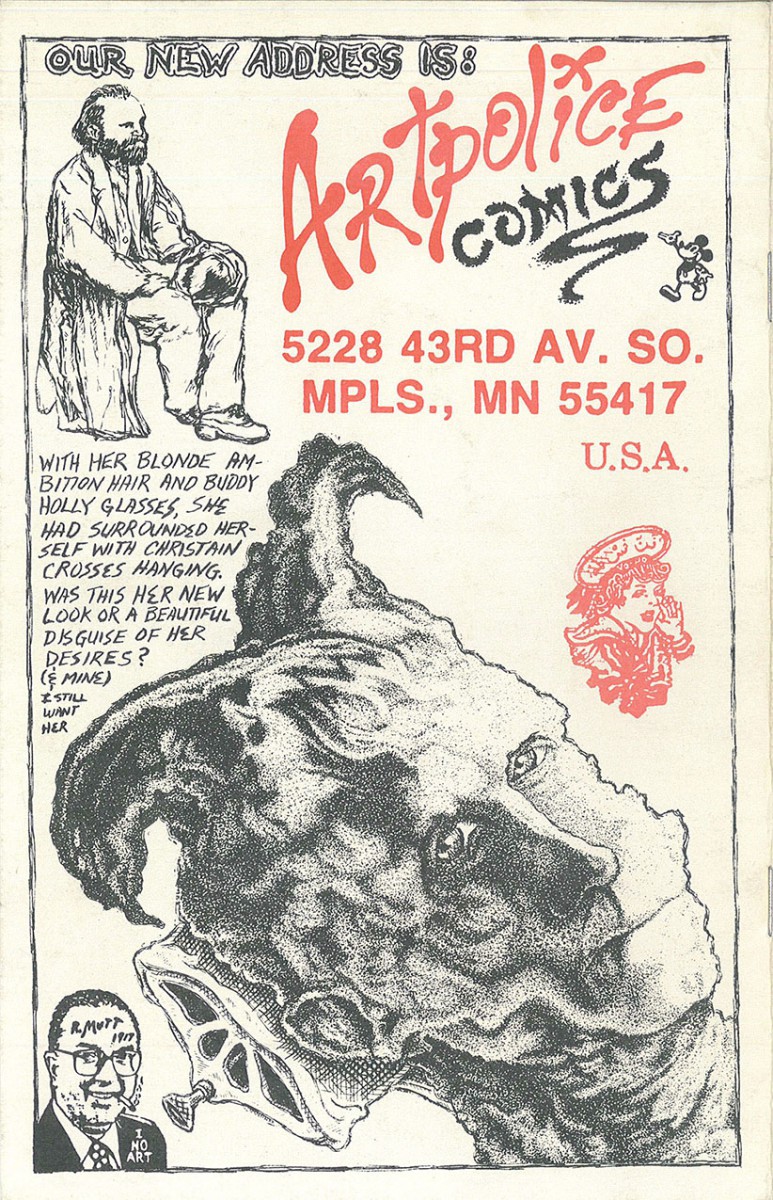 OUR NEW ADDRESS IS:
ARTPOLICE
COMICS
5228 43RD AV. SO.
MPLS., MN 55417
U.S.A.
WITH HER BLONDE AM-
BITION HAIR AND BUDDY
HOLLY GLASSES, SHE
HAD SURROUNDED HER-
SELF WITH CHRISTAIN
CROSSES HANGING.
WAS THIS HER NEW
LOOK OR A BEAUTIFUL
DISGUISE OF HER
DESIRES?
(& MINE)
I STILL
WANT
HER
R. MUTT
1917
I
NO
ART